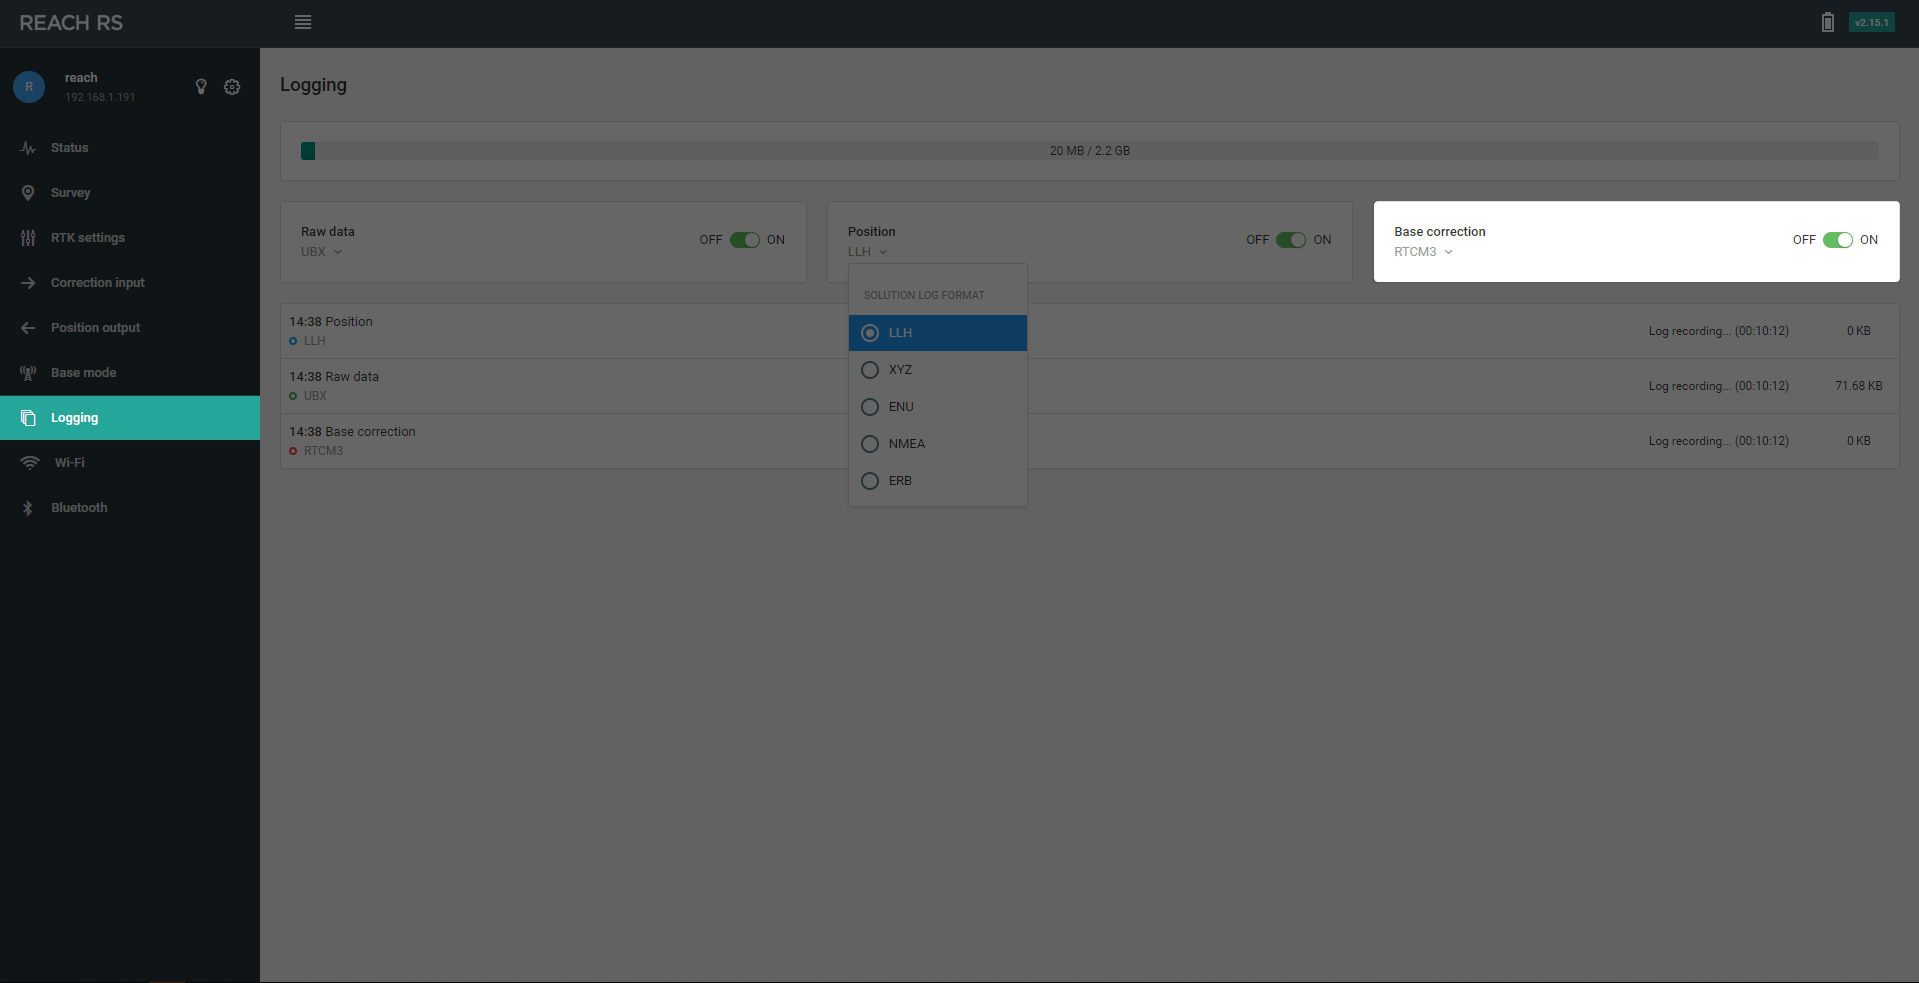 REACH RS
v2.15.1
R
reach
192.168.1.191
Status
Survey
RTK settings
Correction input
Position output
Base mode
Logging
Wi-Fi
Bluetooth
Logging
20 MB / 2.2 GB
Raw data
UBX
OFF ON
Position
LLH
OFF ON
Base correction
RTCM3
OFF ON
SOLUTION LOG FORMAT
LLH
XYZ
ENU
NMEA
ERB
14:38 Position
LLH
Log recording... (00:10:12) 0 KB
14:38 Raw data
UBX
Log recording... (00:10:12) 71.68 KB
14:38 Base correction
RTCM3
Log recording... (00:10:12) 0 KB